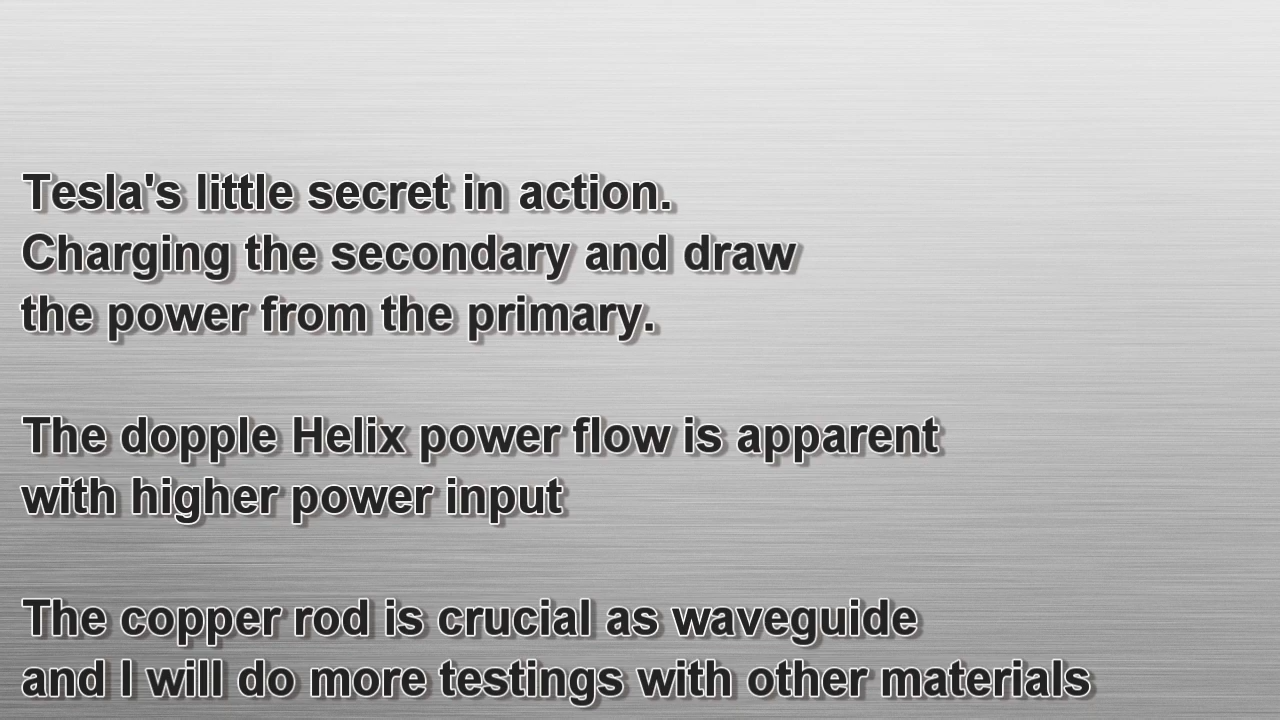 Tesla's little secret in action.
Charging the secondary and draw
the power from the primary.
The dopple Helix power flow is apparent
with higher power input
The copper rod is crucial as waveguide
and I will do more testings with other materials